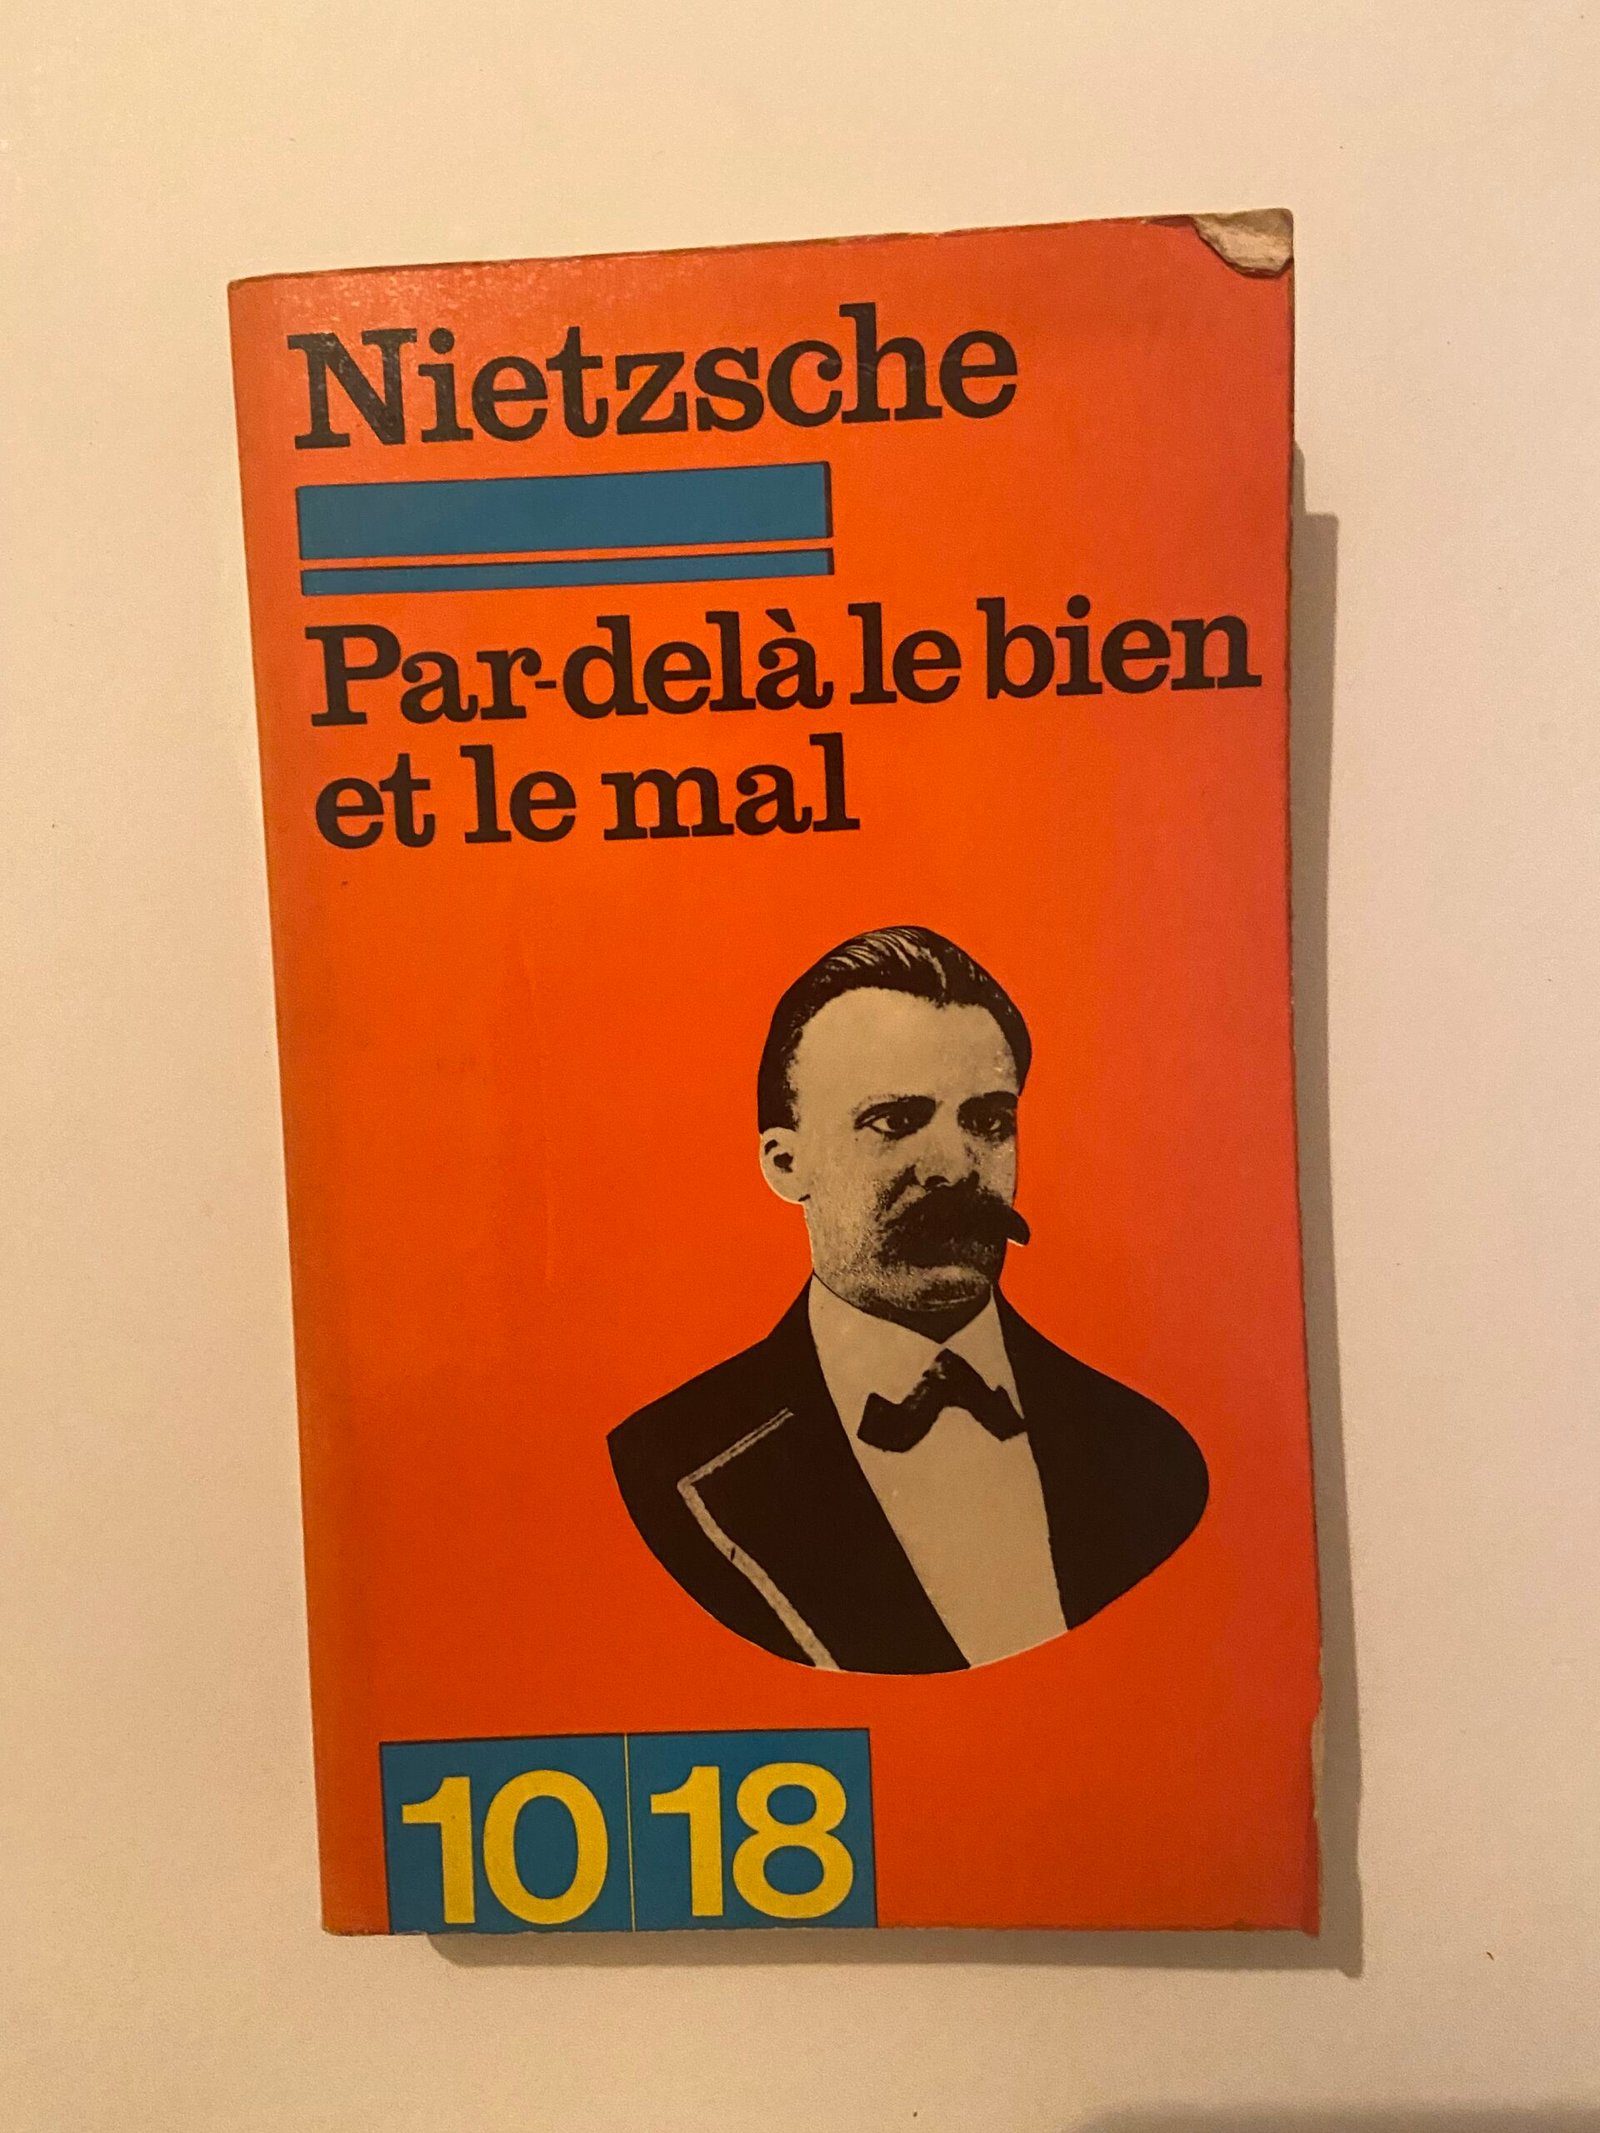 Nietzsche
Par-delà le bien
et le mal
10 18